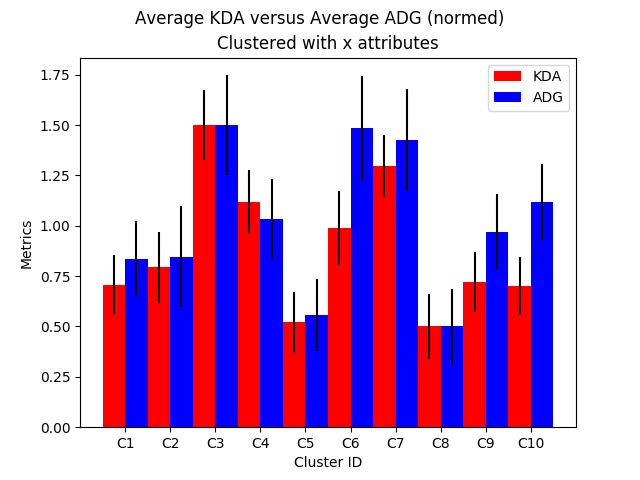 Average KDA versus Average ADG (normed)
Clustered with x attributes
KDA
ADG
Metrics
1.75
1.50
1.25
1.00
0.75
0.50
0.25
0.00
C1 C2 C3 C4 C5 C6 C7 C8 C9 C10
Cluster ID